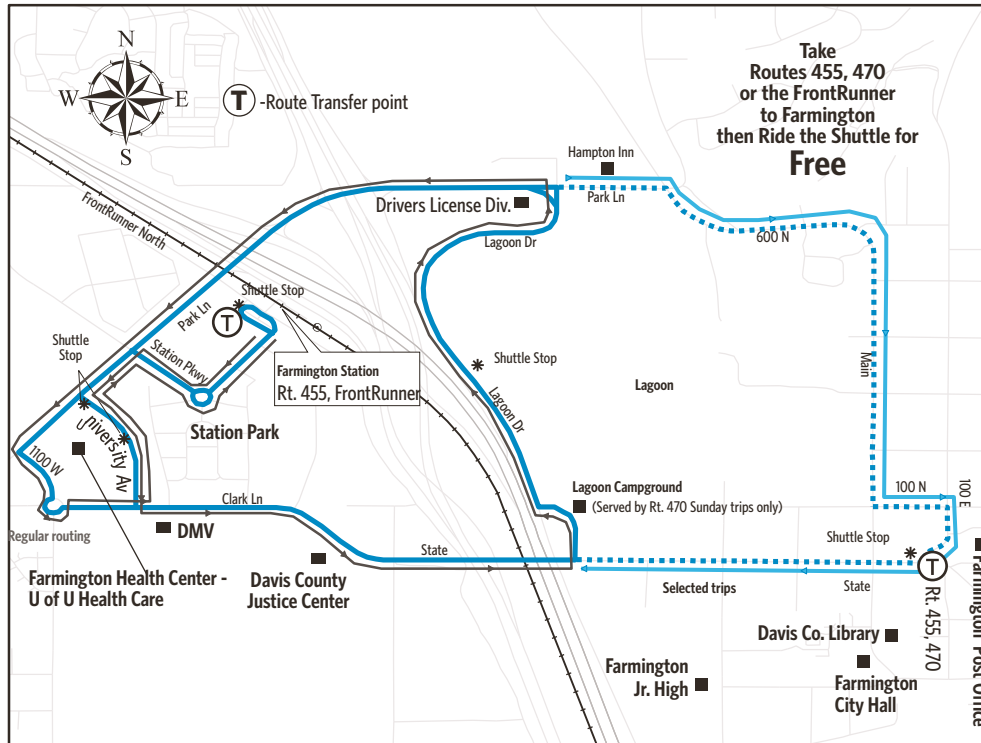 N
W
E
S
T
-Route Transfer point
Take
Routes 455, 470
or the FrontRunner
to Farmington
then Ride the Shuttle for
Free
Hampton Inn
Park Ln
Drivers License Div.
Lagoon Dr
600 N
FrontRunner North
Shuttle Stop
Park Ln
T
Shuttle
Stop
Station Pkwy
Farmington Station
Rt. 455, FrontRunner
Shuttle Stop
Lagoon
Main
Lagoon Dr
Station Park
University Av
1100 W
Clark Ln
Regular routing
DMV
Lagoon Campground
(Served by Rt. 470 Sunday trips only)
100 N
100 E
Shuttle Stop
T
State
Farmington Health Center -
U of U Health Care
Davis County
Justice Center
Selected trips
State
Rt. 455, 470
Farmington Post Office
Davis Co. Library
Farmington
Jr. High
Farmington
City Hall